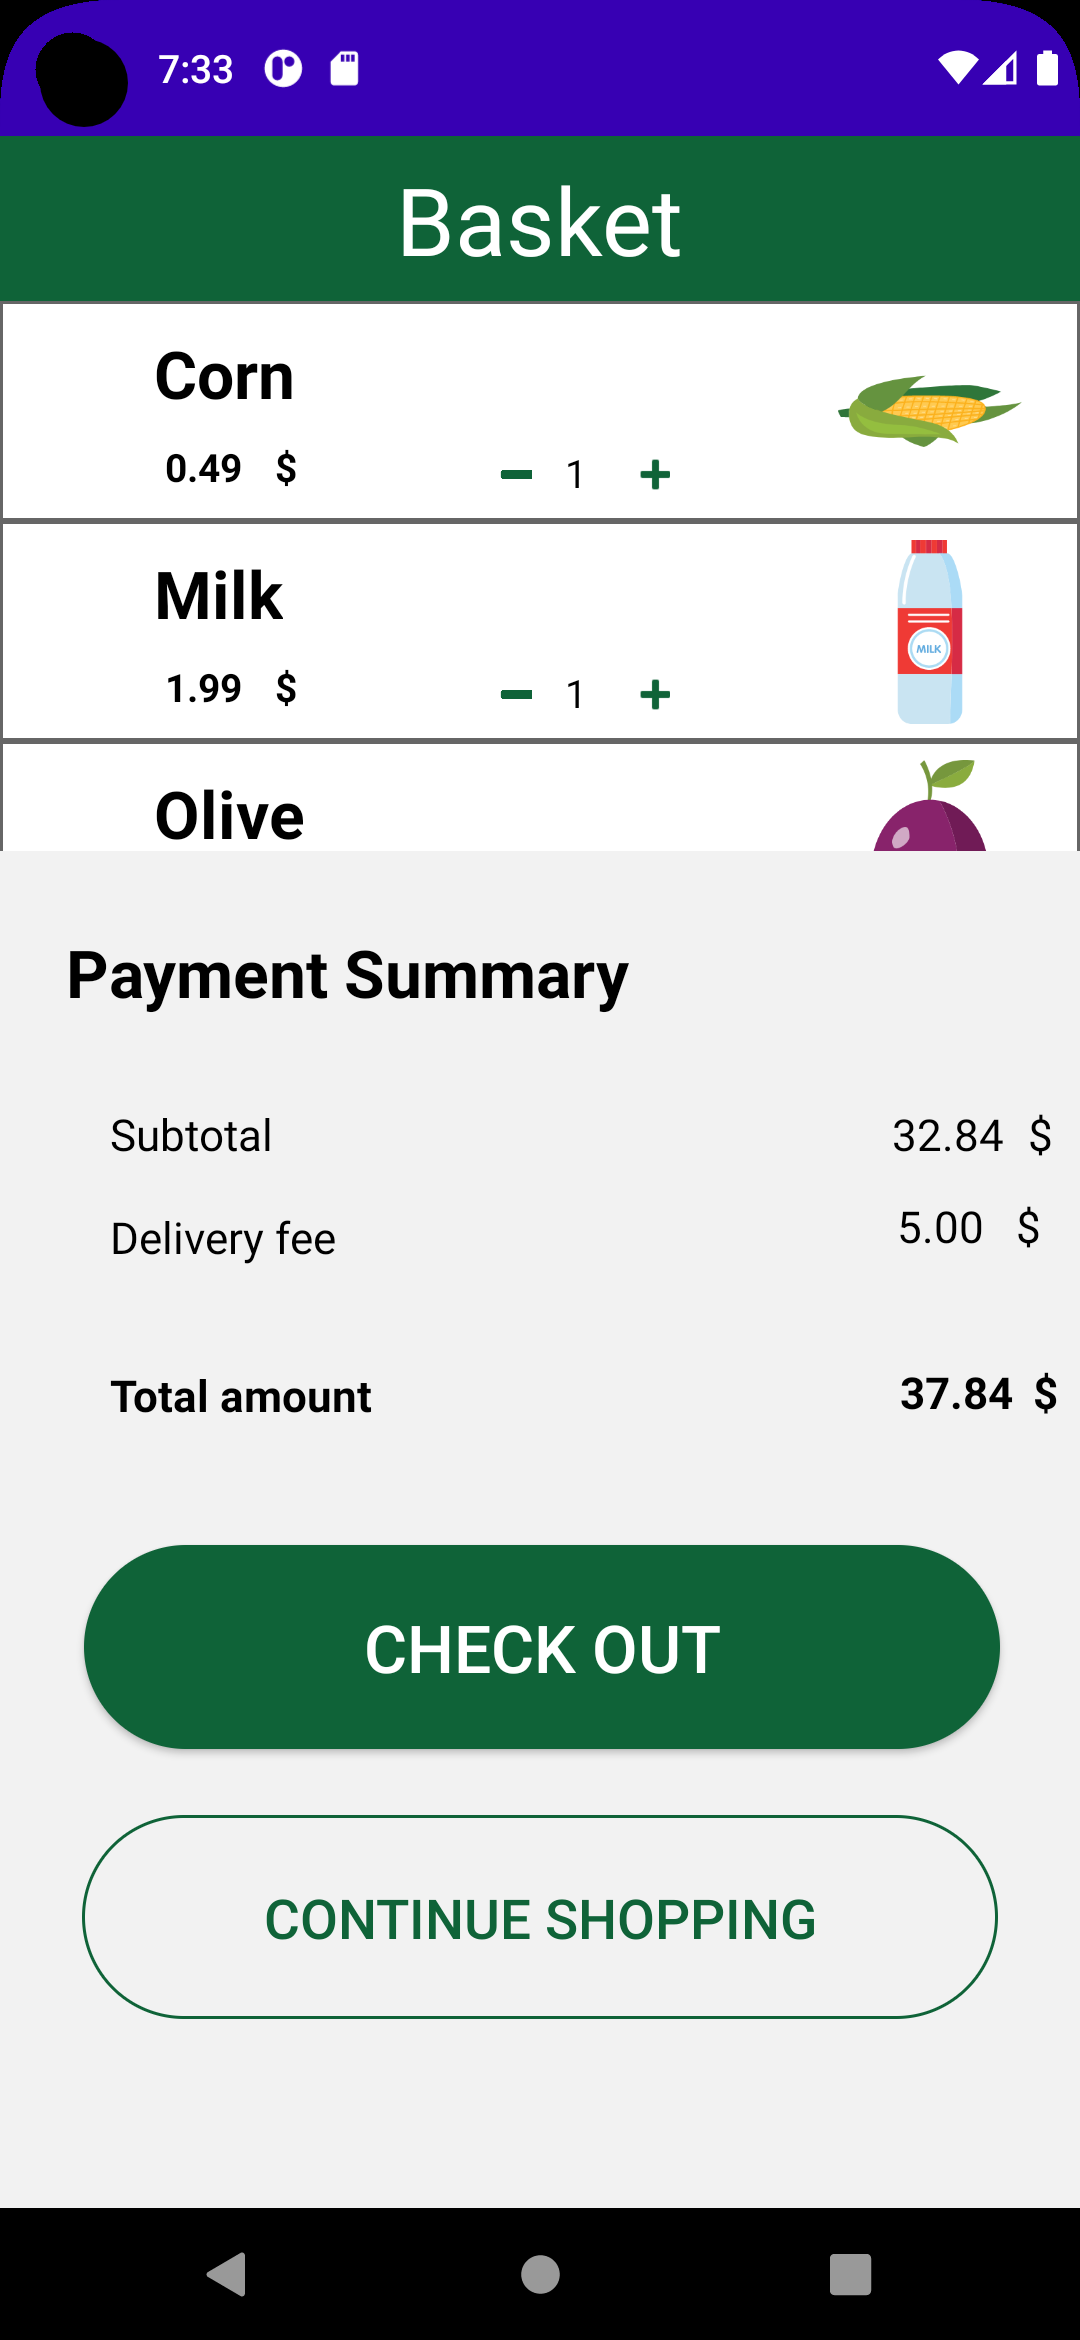 7:33
Basket
Corn
0.49 $
1
Milk
1.99 $
1
MILK
Olive
Payment Summary
Subtotal 32.84 $
Delivery fee 5.00 $
Total amount 37.84 $
CHECK OUT
CONTINUE SHOPPING